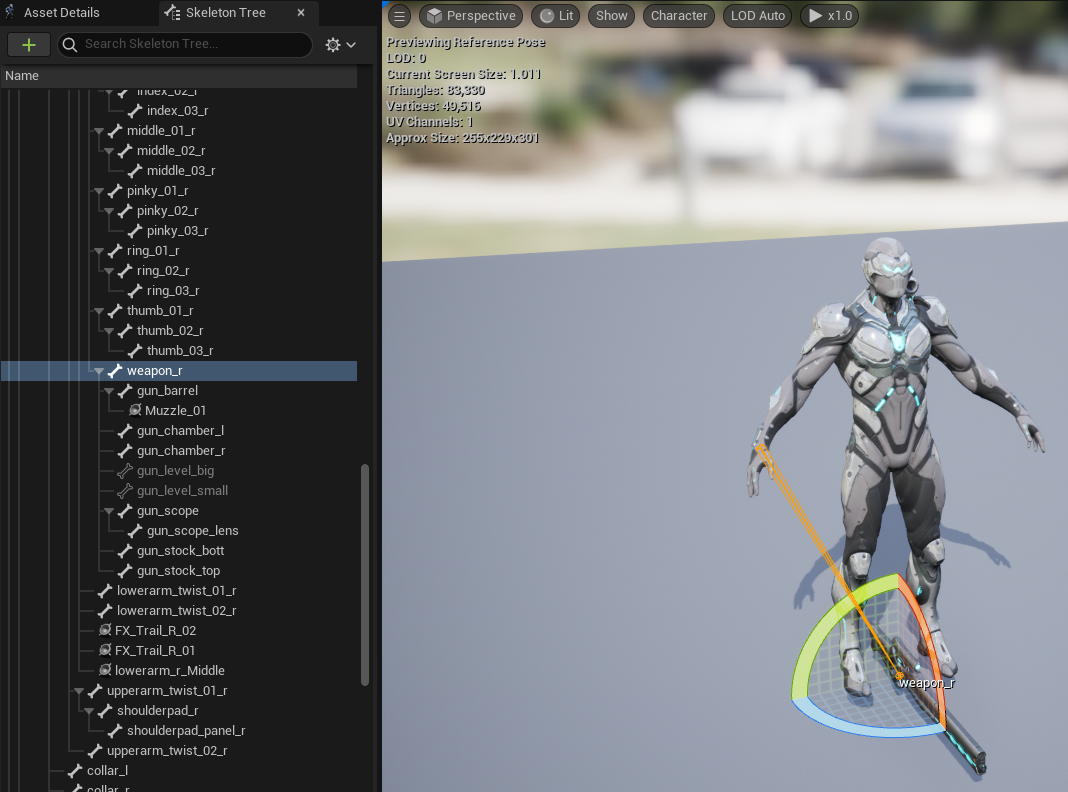 Asset Details
Skeleton Tree
Search Skeleton Tree...
Name
index_02_r
index_03_r
middle_01_r
middle_02_r
middle_03_r
pinky_01_r
pinky_02_r
pinky_03_r
ring_01_r
ring_02_r
ring_03_r
thumb_01_r
thumb_02_r
thumb_03_r
weapon_r
gun_barrel
Muzzle_01
gun_chamber_l
gun_chamber_r
gun_level_big
gun_level_small
gun_scope
gun_scope_lens
gun_stock_bott
gun_stock_top
lowerarm_twist_01_r
lowerarm_twist_02_r
FX_Trail_R_02
FX_Trail_R_01
lowerarm_r_Middle
upperarm_twist_01_r
shoulderpad_r
shoulderpad_panel_r
upperarm_twist_02_r
collar_l
collar_r
Perspective Lit Show Character LOD Auto x1.0
Previewing Reference Pose
LOD: 0
Current Screen Size: 1.011
Triangles: 83,330
Vertices: 49,516
UV Channels: 1
Approx Size: 255x229x301
weapon_r